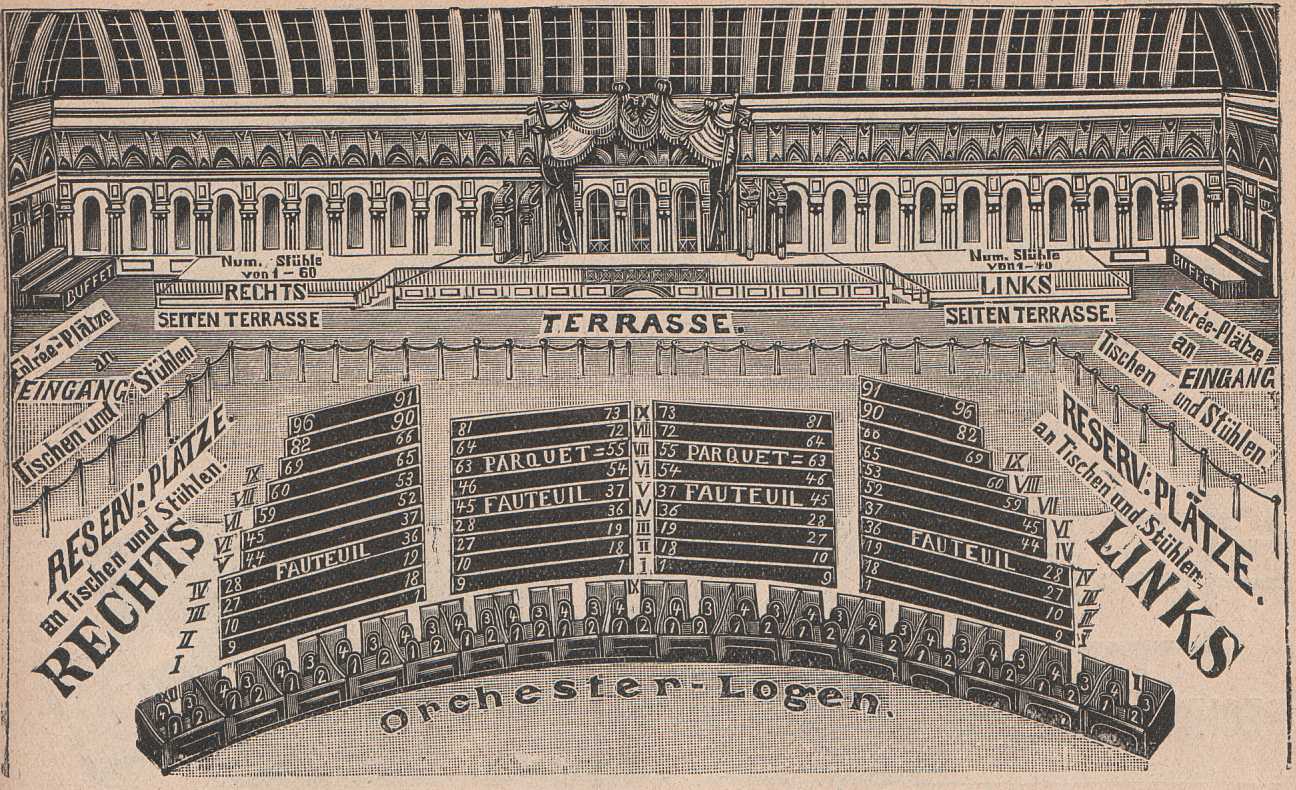 Num. Stühle
von 1 - 60
RECHTS
Num. Stühle
von 1 - 40
LINKS
BUFFET
BUFFET
SEITEN TERRASSE
TERRASSE.
SEITEN TERRASSE.
Entrée-Plätze
an
EINGANG
Tischen und Stühlen
Entrée-Plätze
an
Tischen EINGANG
und Stühlen.
RESERV: PLÄTZE.
an Tischen und Stühlen.
RECHTS
RESERV: PLÄTZE.
an Tischen und Stühlen.
LINKS
96 91
82 90
69 66
60 65
59 53
45 52
44 37
FAUTEUIL 36
28 19
27 18
10 1
9
IX
VIII
VII
VI
V
IV
III
II
I
81 73
64 72
63 PARQUET= 55
46 54
45 FAUTEUIL 37
28 36
27 19
10 18
9 1
IX
VIII
VII
VI
V
IV
III
II
I
73 81
72 64
55 PARQUET= 63
54 46
37 FAUTEUIL 45
36 28
19 27
18 10
1 9
91 96
90 82
66 69
65 60
53 59
52 45
37 44
36 FAUTEUIL
19 28
18 27
1 10
9
IX
VIII
VII
VI
IV
IV
III
II
I
IX
Orchester-Logen.